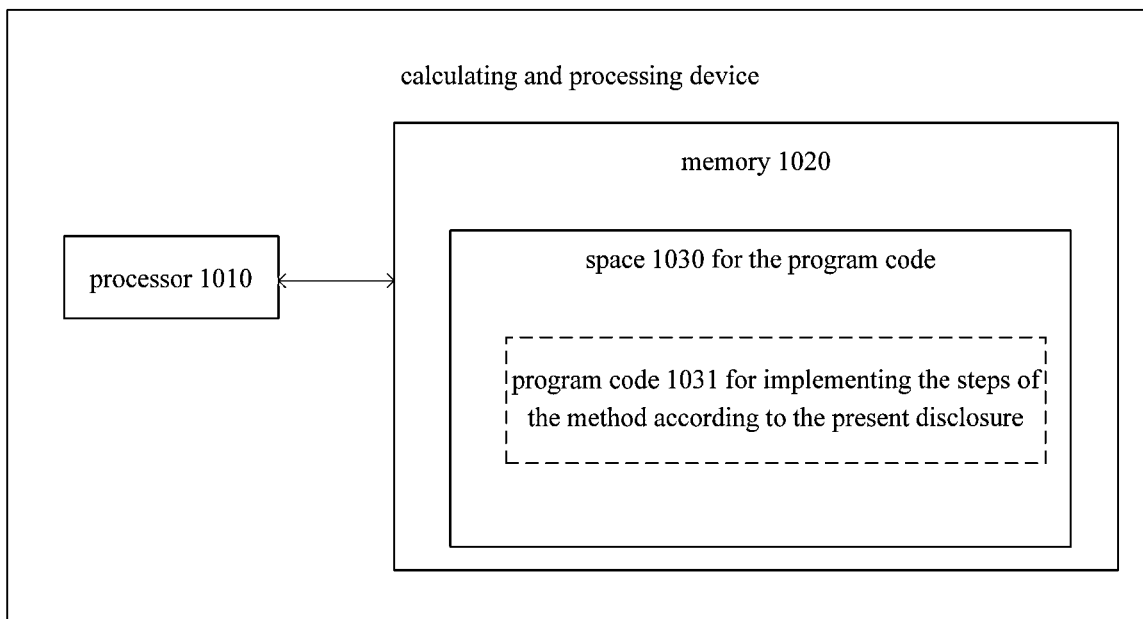 calculating and processing device
memory 1020
processor 1010
space 1030 for the program code
program code 1031 for implementing the steps of
the method according to the present disclosure